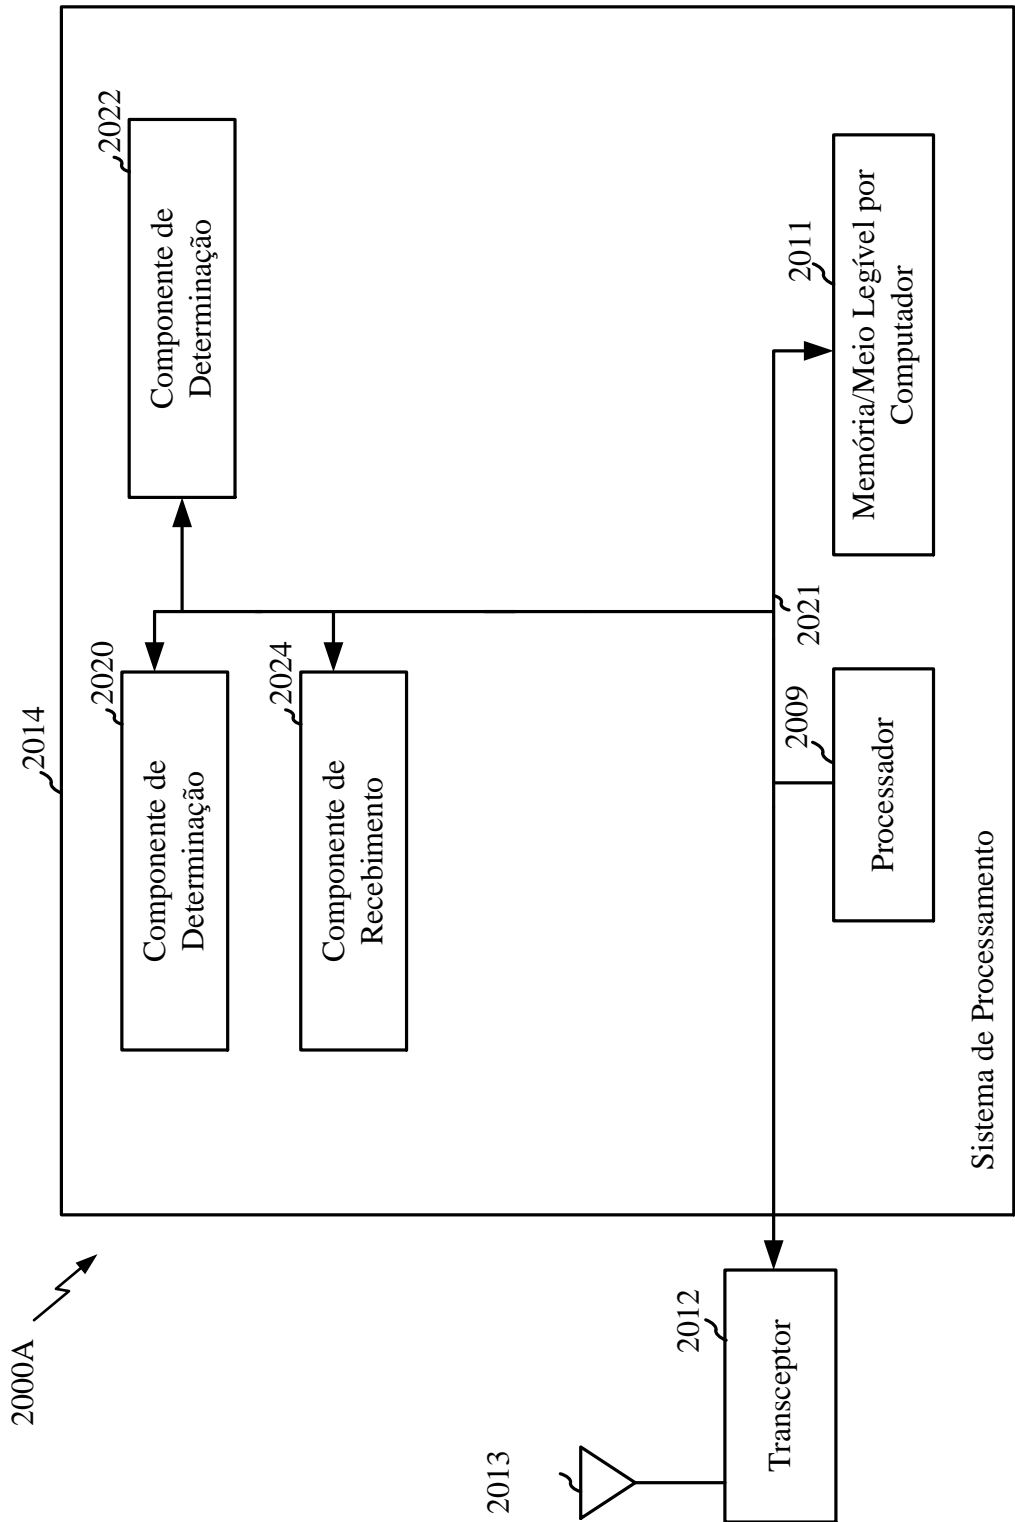 2000A
2014
2020
Componente de
Determinação
2022
Componente de
Determinação
2024
Componente de
Recebimento
2013
2012
Transceptor
2009
Processador
2021
2011
Memória/Meio Legível por
Computador
Sistema de Processamento